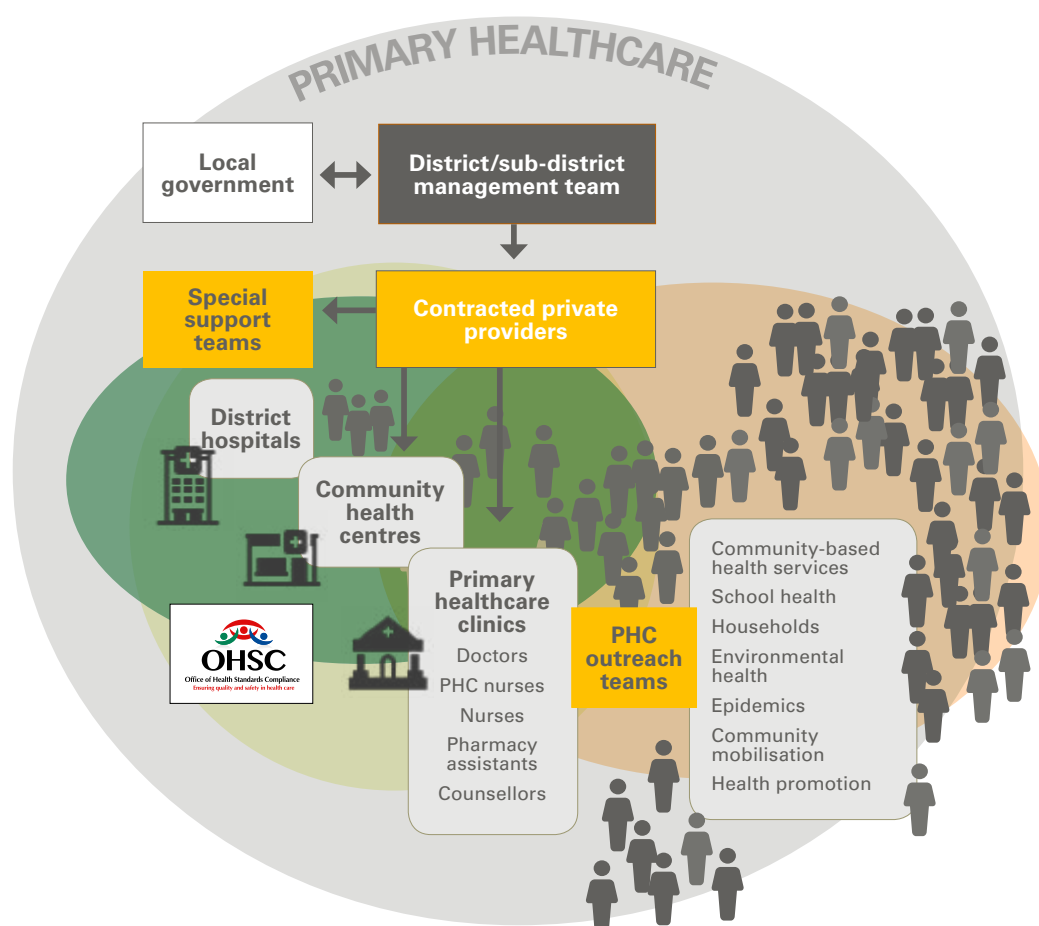 PRIMARY HEALTHCARE
Local
government
District/sub-district
management team
Special
support
teams
Contracted private
providers
District
hospitals
Community
health
centres
Primary
healthcare
clinics
Doctors
PHC nurses
Nurses
Pharmacy
assistants
Counsellors
OHSC
Office of Health Standards Compliance
Ensuring quality and safety in health care
PHC
outreach
teams
Community-based
health services
School health
Households
Environmental
health
Epidemics
Community
mobilisation
Health promotion